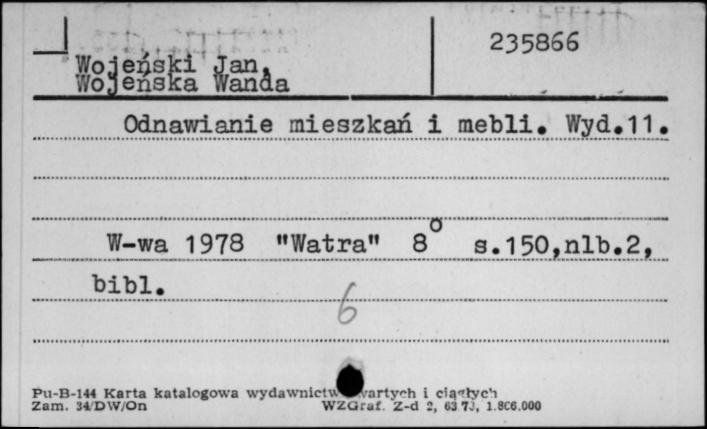 235866
Wojeński Jan,
Wojeńska Wanda
Odnawianie mieszkań i mebli. Wyd.11.
W-wa 1978 "Watra" 8° s.150,nlb.2,
bibl.
6
Pu-B-144 Karta katalogowa wydawnictw zwartych i ciągłych
Zam. 34/DW/On WZGraf. Z-d 2, 63 73, 1.866.000